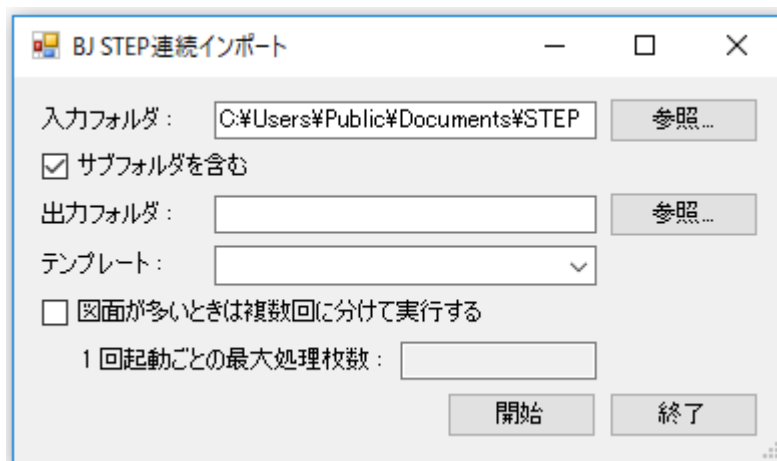 BJ STEP連続インポート
入力フォルダ： C:¥Users¥Public¥Documents¥STEP 参照...
サブフォルダを含む
出力フォルダ： 参照...
テンプレート：
図面が多いときは複数回に分けて実行する
1回起動ごとの最大処理枚数：
開始 終了